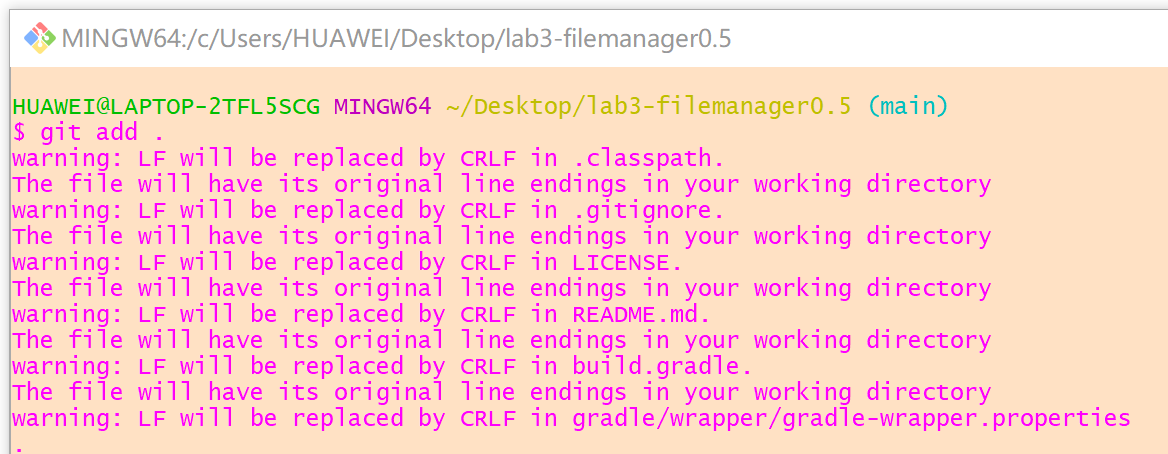 MINGW64:/c/Users/HUAWEI/Desktop/lab3-filemanager0.5
HUAWEI@LAPTOP-2TFL5SCG MINGW64 ~/Desktop/lab3-filemanager0.5 (main)
$ git add .
warning: LF will be replaced by CRLF in .classpath.
The file will have its original line endings in your working directory
warning: LF will be replaced by CRLF in .gitignore.
The file will have its original line endings in your working directory
warning: LF will be replaced by CRLF in LICENSE.
The file will have its original line endings in your working directory
warning: LF will be replaced by CRLF in README.md.
The file will have its original line endings in your working directory
warning: LF will be replaced by CRLF in build.gradle.
The file will have its original line endings in your working directory
warning: LF will be replaced by CRLF in gradle/wrapper/gradle-wrapper.properties
.